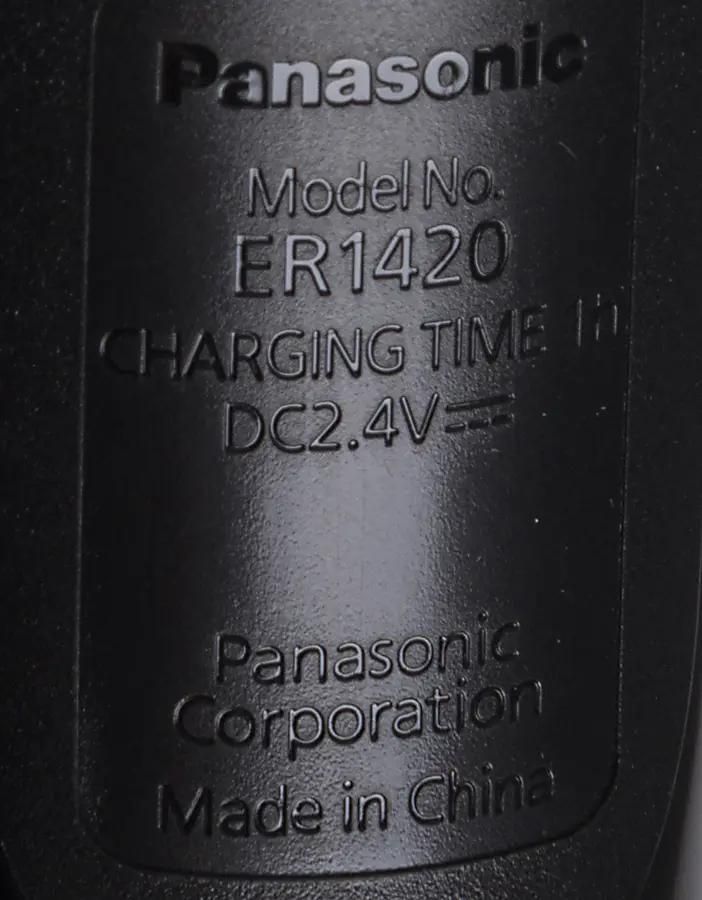 Panasonic
Model No.
ER1420
CHARGING TIME 1h
DC2.4V⎓
Panasonic
Corporation
Made in China